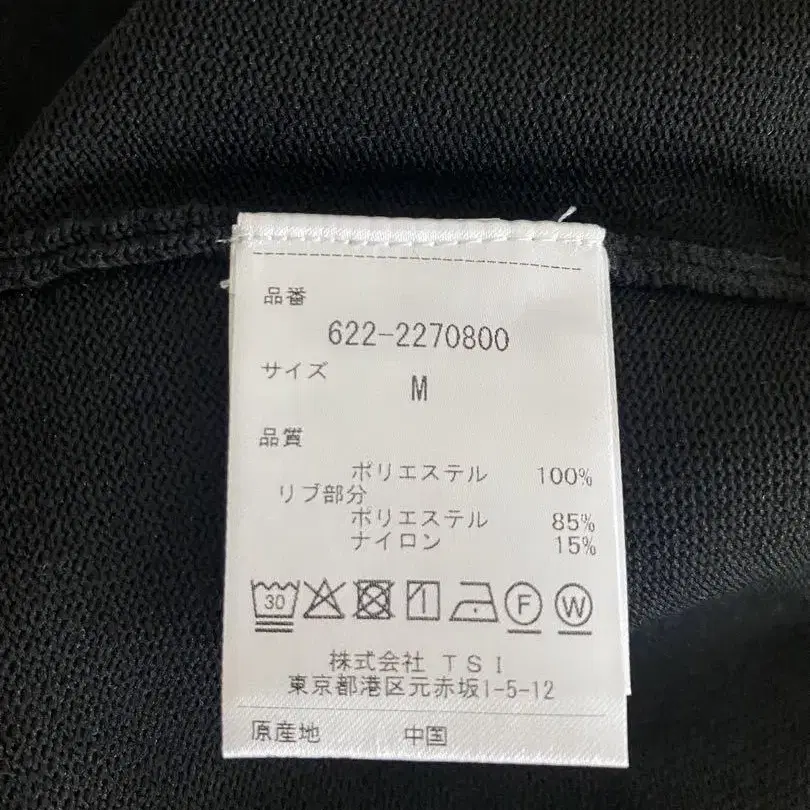 品番
622-2270800
サイズ
M
品質
ポリエステル 100%
リブ部分
ポリエステル 85%
ナイロン 15%
30 F W
株式会社 TSI
東京都港区元赤坂1-5-12
原産地 中国